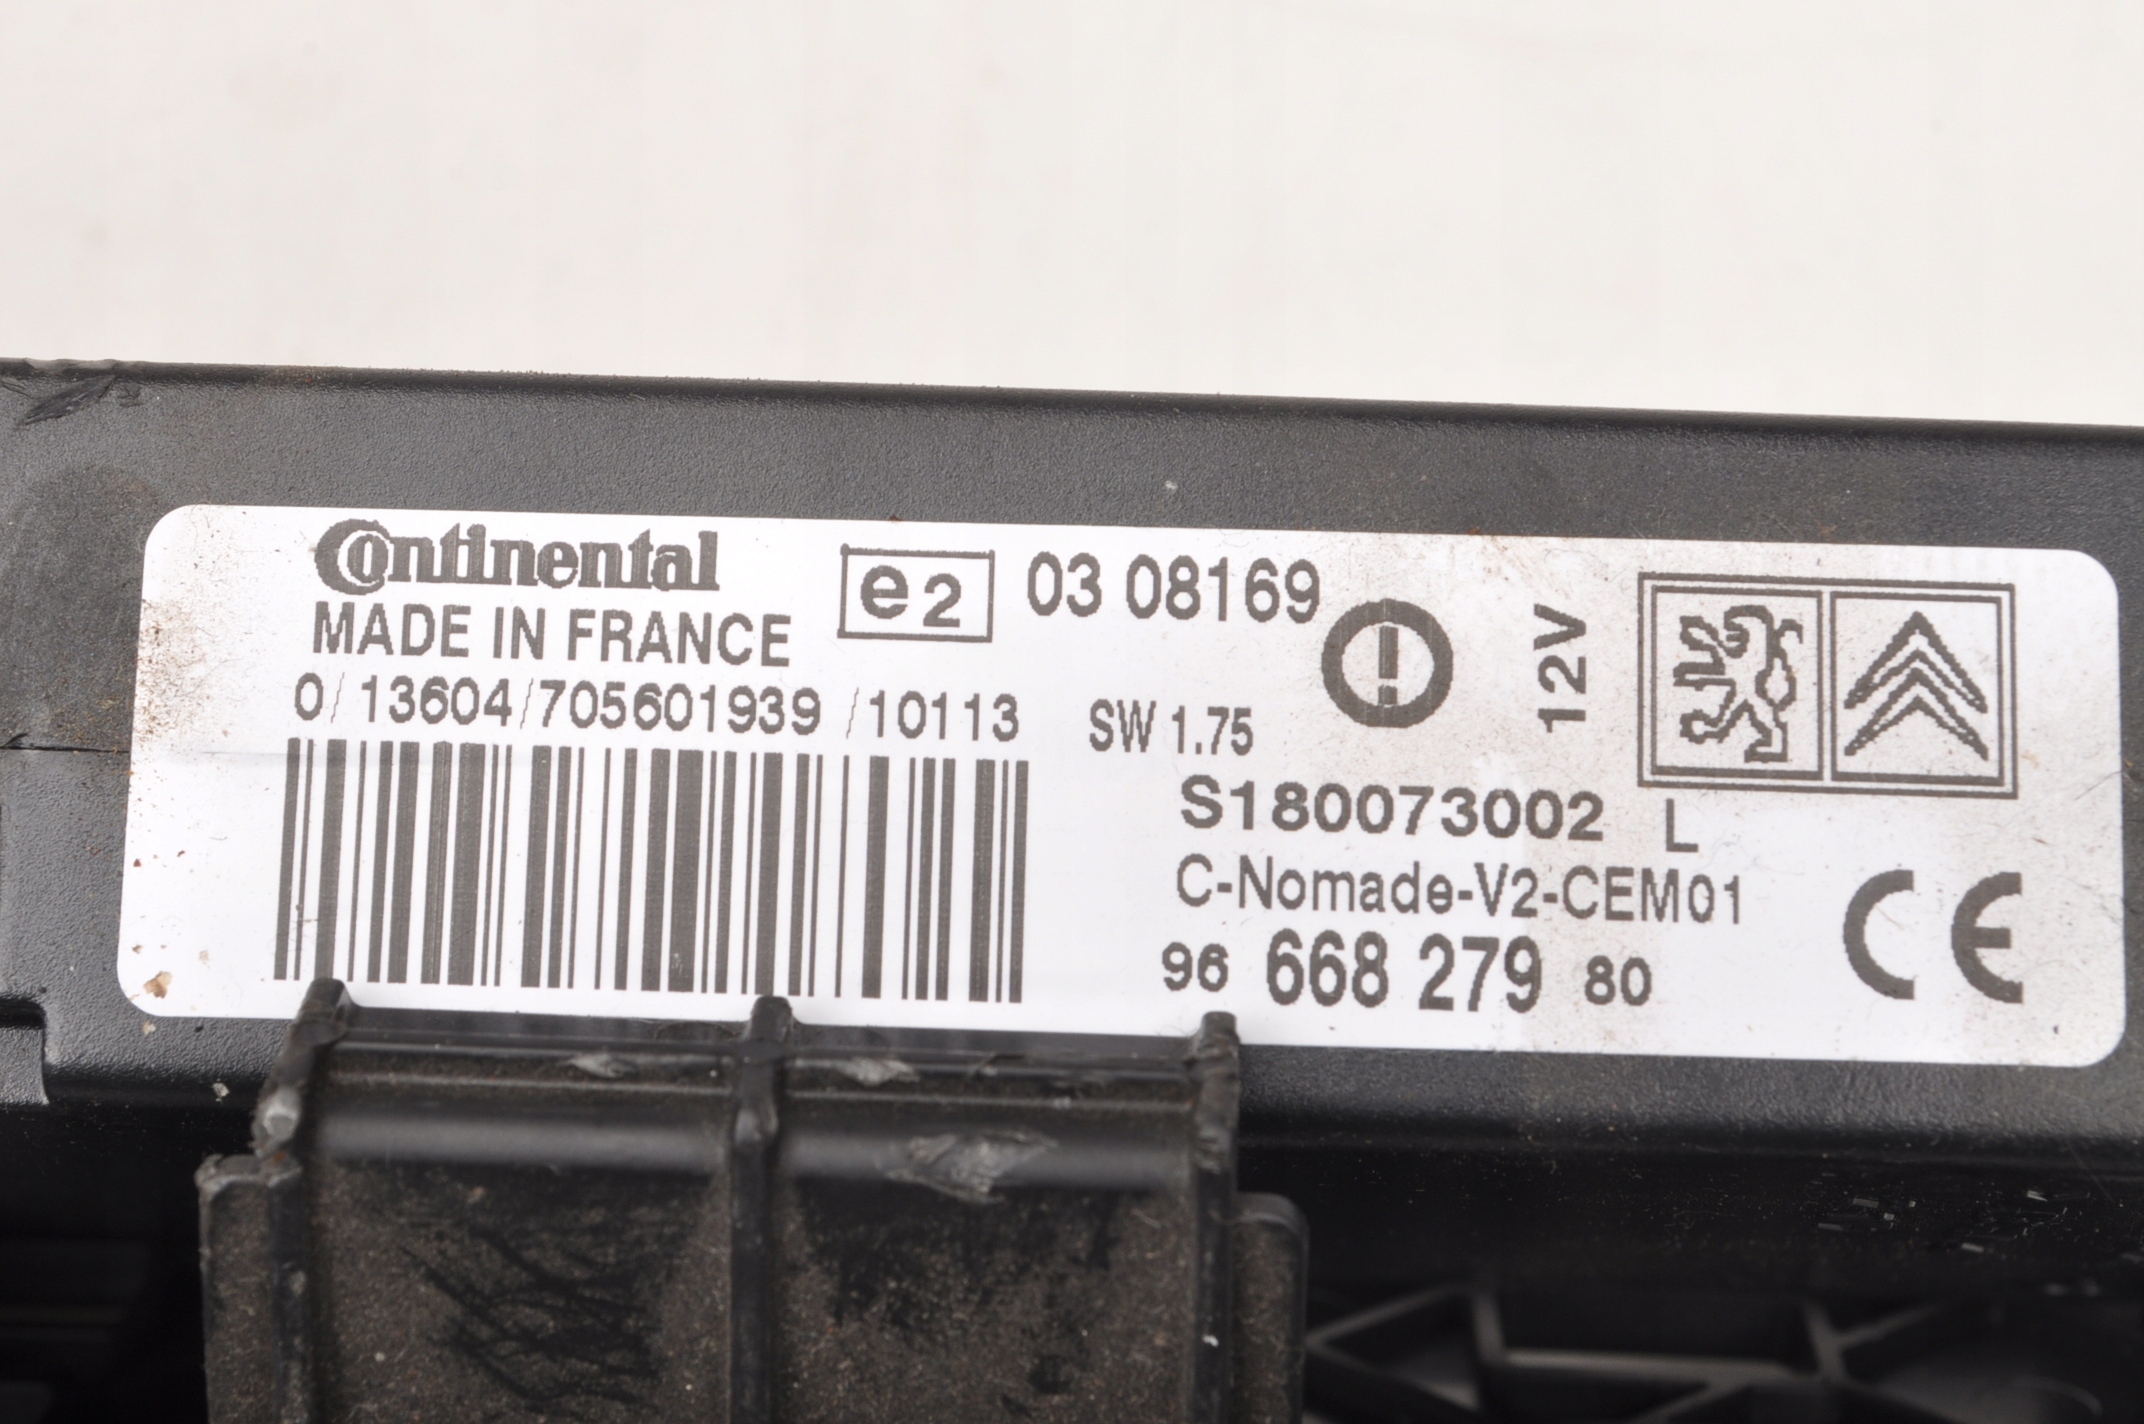 Continental
MADE IN FRANCE
e2 03 08169
0/13604/705601939 /10113
SW 1.75
12V
S180073002 L
C-Nomade-V2-CEM01
96 668 279 80
CE